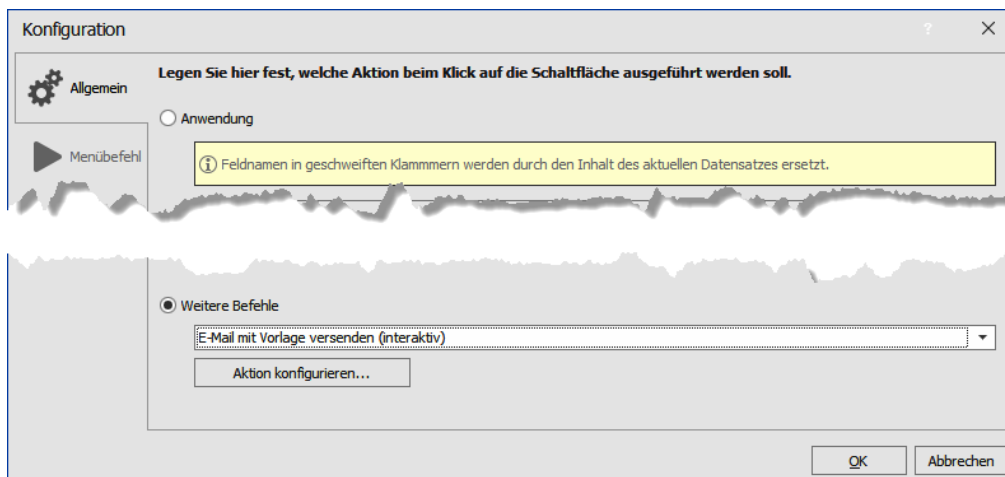 Konfiguration
?
Allgemein
Legen Sie hier fest, welche Aktion beim Klick auf die Schaltfläche ausgeführt werden soll.
Anwendung
Menübefehl
Feldnamen in geschweiften Klammmern werden durch den Inhalt des aktuellen Datensatzes ersetzt.
Weitere Befehle
E-Mail mit Vorlage versenden (interaktiv)
Aktion konfigurieren...
OK
Abbrechen